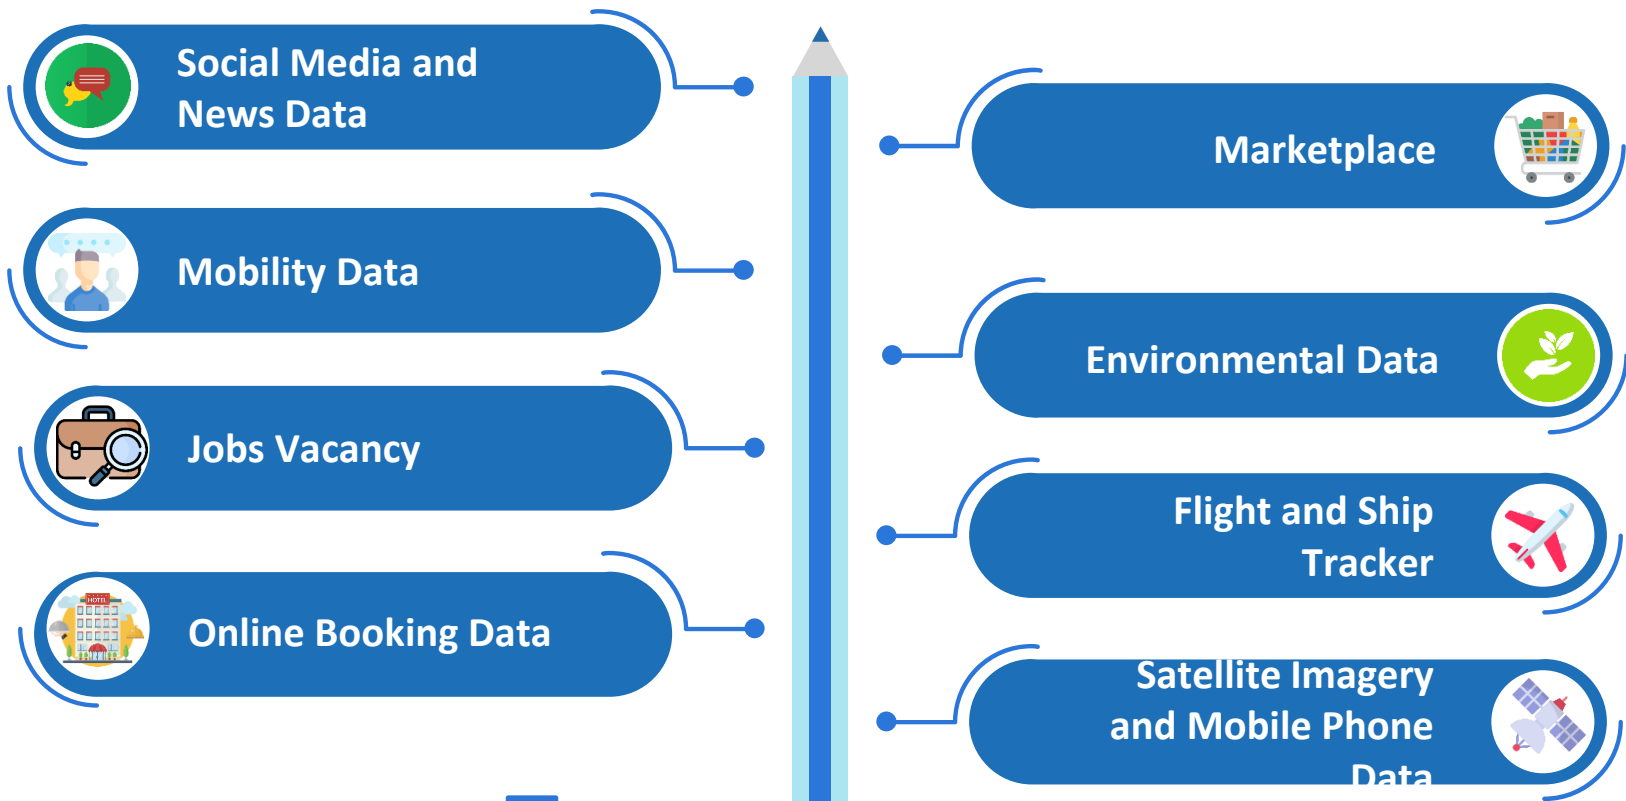 Social Media and
News Data
Mobility Data
Jobs Vacancy
Online Booking Data
HOTEL
Marketplace
Environmental Data
Flight and Ship
Tracker
Satellite Imagery
and Mobile Phone
Data